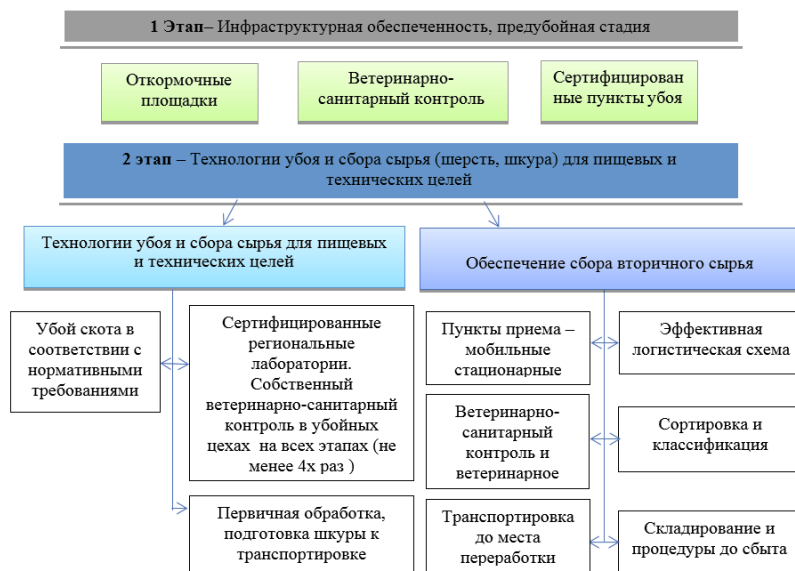 1 Этап– Инфраструктурная обеспеченность, предубойная стадия
Откормочные
площадки
Ветеринарно-
санитарный контроль
Сертифицирован
ные пункты убоя
2 этап – Технологии убоя и сбора сырья (шерсть, шкура) для пищевых и
технических целей
Технологии убоя и сбора сырья для пищевых
и технических целей
Обеспечение сбора вторичного сырья
Убой скота в
соответствии с
нормативными
требованиями
Сертифицированные
региональные
лаборатории.
Собственный
ветеринарно-санитарный
контроль в убойных
цехах на всех этапах (не
менее 4х раз )
Первичная обработка,
подготовка шкуры к
транспортировке
Пункты приема –
мобильные
стационарные
Эффективная
логистическая схема
Ветеринарно-
санитарный
контроль и
ветеринарное
Сортировка и
классификация
Транспортировка
до места
переработки
Складирование и
процедуры до сбыта